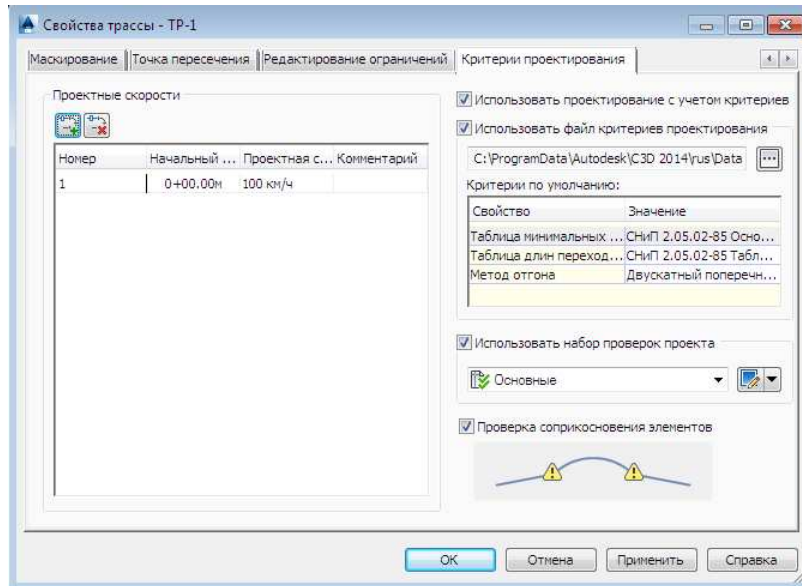 Свойства трассы - ТР-1
Маскирование Точка пересечения Редактирование ограничений Критерии проектирования
Проектные скорости
Номер Начальный ... Проектная с... Комментарий
1 0+00.00м 100 км/ч
Использовать проектирование с учетом критериев
Использовать файл критериев проектирования
C:\ProgramData\Autodesk\C3D 2014\rus\Data
Критерии по умолчанию:
Свойство Значение
Таблица минимальных ... СНиП 2.05.02-85 Осно...
Таблица длин переход... СНиП 2.05.02-85 Табл...
Метод отгона Двускатный поперечн...
Использовать набор проверок проекта
Основные
Проверка соприкосновения элементов
ОК Отмена Применить Справка